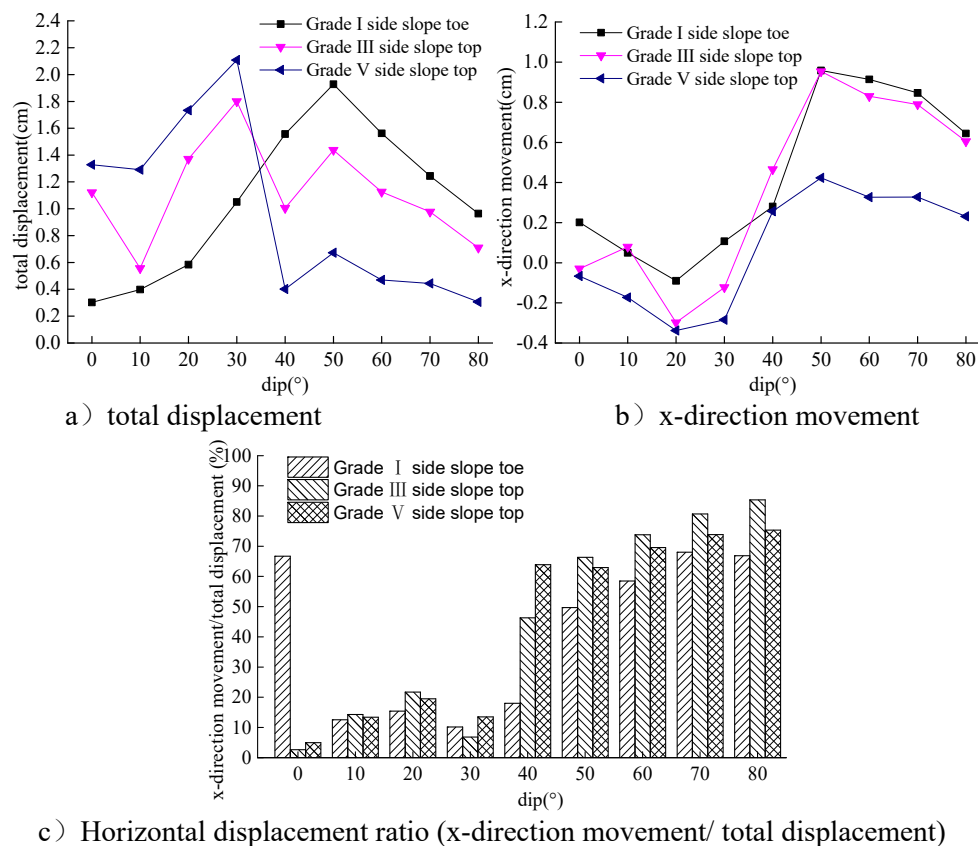 total displacement(cm)
2.4
2.2
2.0
1.8
1.6
1.4
1.2
1.0
0.8
0.6
0.4
0.2
0.0
Grade I side slope toe
Grade III side slope top
Grade V side slope top
0 10 20 30 40 50 60 70 80
dip(°)
a）total displacement
x-direction movement(cm)
1.2
1.0
0.8
0.6
0.4
0.2
0.0
-0.2
-0.4
Grade I side slope toe
Grade III side slope top
Grade V side slope top
0 10 20 30 40 50 60 70 80
dip(°)
b）x-direction movement
x-direction movement/total displacement (%)
100
90
80
70
60
50
40
30
20
10
0
Grade Ⅰ side slope toe
Grade Ⅲ side slope top
Grade Ⅴ side slope top
0 10 20 30 40 50 60 70 80
dip(°)
c）Horizontal displacement ratio (x-direction movement/ total displacement)